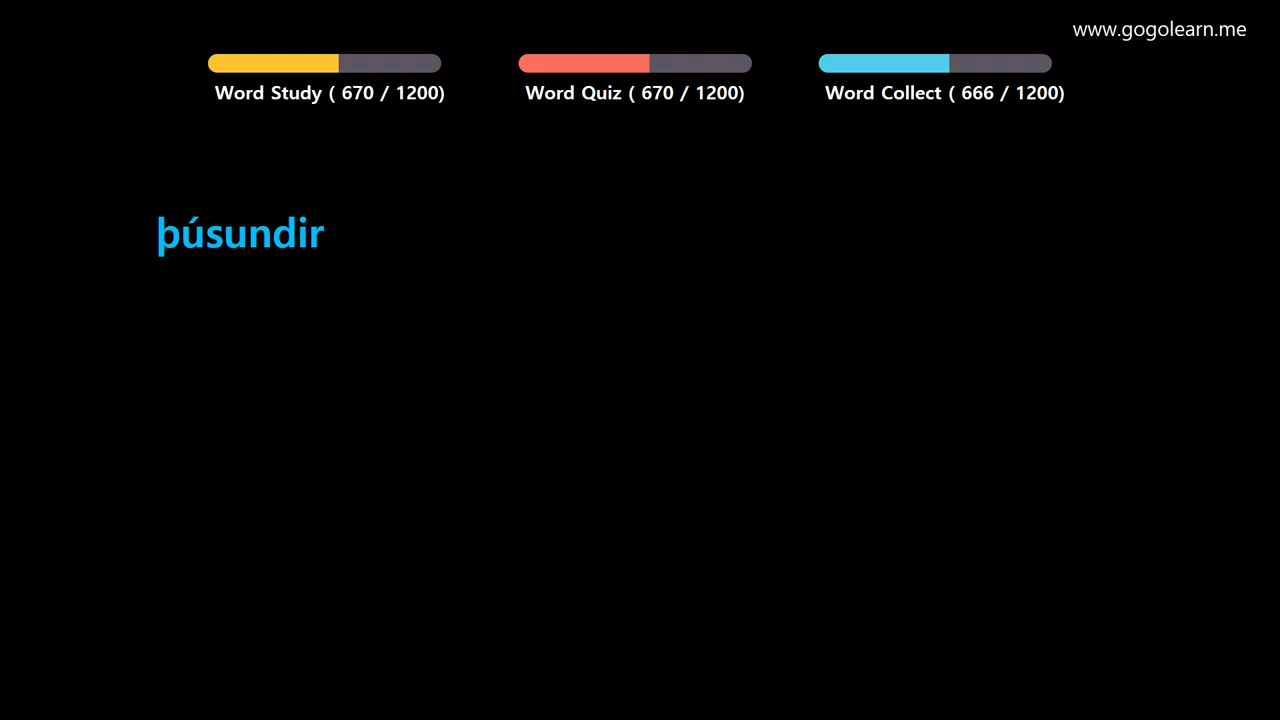 www.gogolearn.me
Word Study ( 670 / 1200)
Word Quiz ( 670 / 1200)
Word Collect ( 666 / 1200)
þúsundir